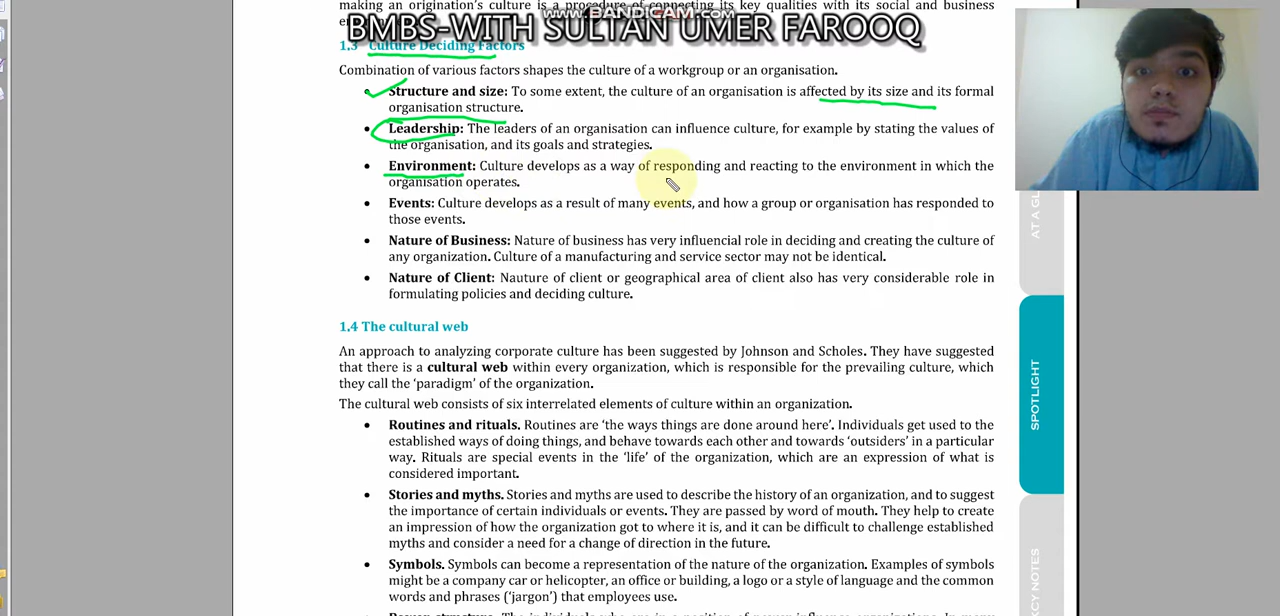 making an origination's culture is a procedure of connecting its key qualities with its social and business
www.BANDICAM.com
BMBS-WITH SULTAN UMER FAROOQ
1.3 Culture Deciding Factors
Combination of various factors shapes the culture of a workgroup or an organisation.
• Structure and size: To some extent, the culture of an organisation is affected by its size and its formal
organisation structure.
• Leadership: The leaders of an organisation can influence culture, for example by stating the values of
the organisation, and its goals and strategies.
• Environment: Culture develops as a way of responding and reacting to the environment in which the
organisation operates.
• Events: Culture develops as a result of many events, and how a group or organisation has responded to
those events.
• Nature of Business: Nature of business has very influencial role in deciding and creating the culture of
any organization. Culture of a manufacturing and service sector may not be identical.
• Nature of Client: Nauture of client or geographical area of client also has very considerable role in
formulating policies and deciding culture.
1.4 The cultural web
An approach to analyzing corporate culture has been suggested by Johnson and Scholes. They have suggested
that there is a cultural web within every organization, which is responsible for the prevailing culture, which
they call the 'paradigm' of the organization.
The cultural web consists of six interrelated elements of culture within an organization.
• Routines and rituals. Routines are 'the ways things are done around here'. Individuals get used to the
established ways of doing things, and behave towards each other and towards 'outsiders' in a particular
way. Rituals are special events in the 'life' of the organization, which are an expression of what is
considered important.
• Stories and myths. Stories and myths are used to describe the history of an organization, and to suggest
the importance of certain individuals or events. They are passed by word of mouth. They help to create
an impression of how the organization got to where it is, and it can be difficult to challenge established
myths and consider a need for a change of direction in the future.
• Symbols. Symbols can become a representation of the nature of the organization. Examples of symbols
might be a company car or helicopter, an office or building, a logo or a style of language and the common
words and phrases ('jargon') that employees use.
AT A GL
SPOTLIGHT
CY NOTES